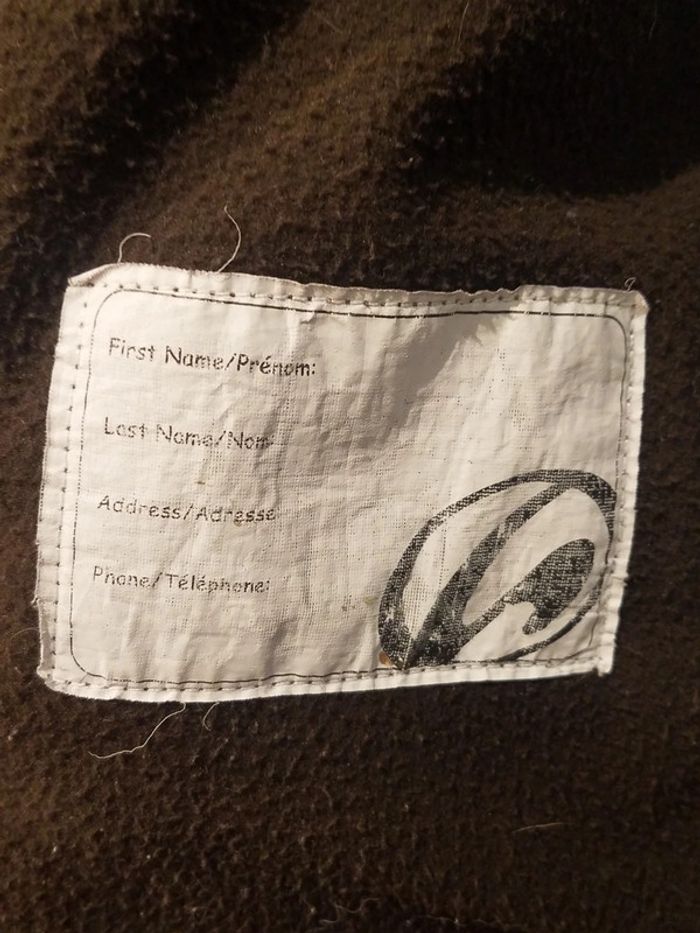 First Name/Prénom:
Last Name/Nom:
Address/Adresse:
Phone/Téléphone: